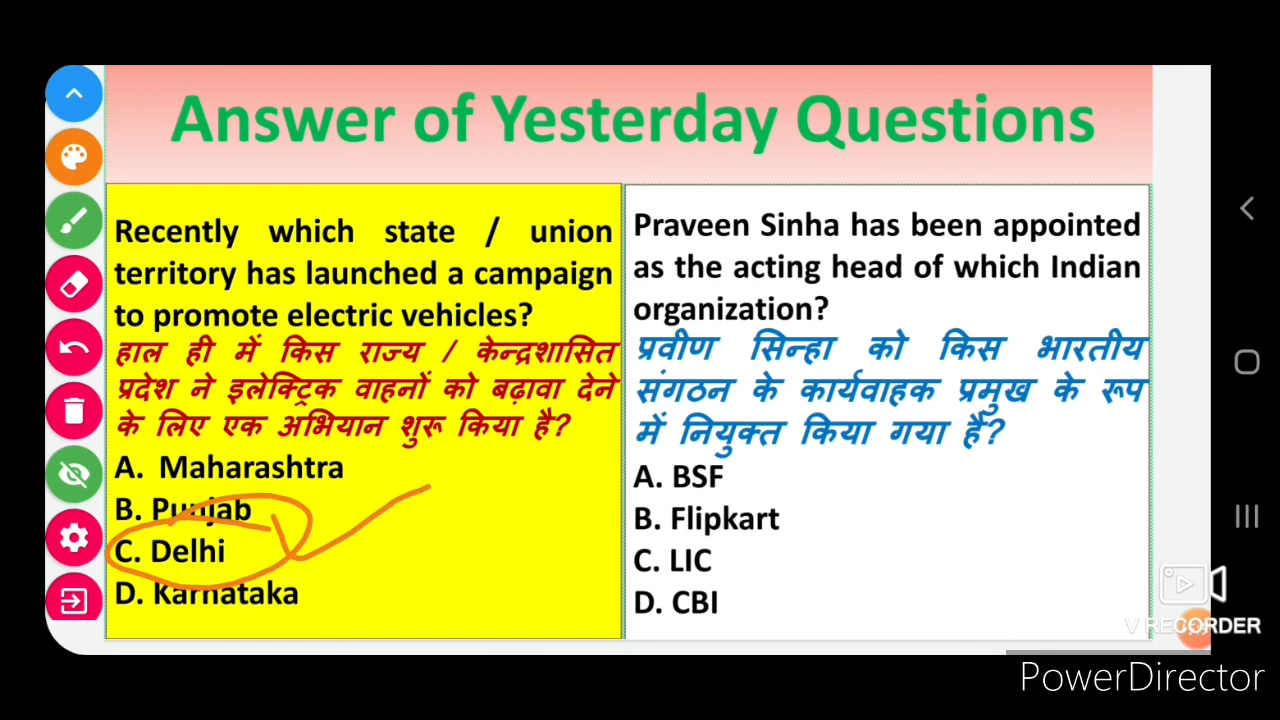 Answer of Yesterday Questions
Recently which state / union
territory has launched a campaign
to promote electric vehicles?
हाल ही में किस राज्य / केन्द्रशासित
प्रदेश ने इलेक्ट्रिक वाहनों को बढ़ावा देने
के लिए एक अभियान शुरू किया है?
A. Maharashtra
B. Punjab
C. Delhi
D. Karnataka
Praveen Sinha has been appointed
as the acting head of which Indian
organization?
प्रवीण सिन्हा को किस भारतीय
संगठन के कार्यवाहक प्रमुख के रूप
में नियुक्त किया गया है?
A. BSF
B. Flipkart
C. LIC
D. CBI
V RECORDER
PowerDirector